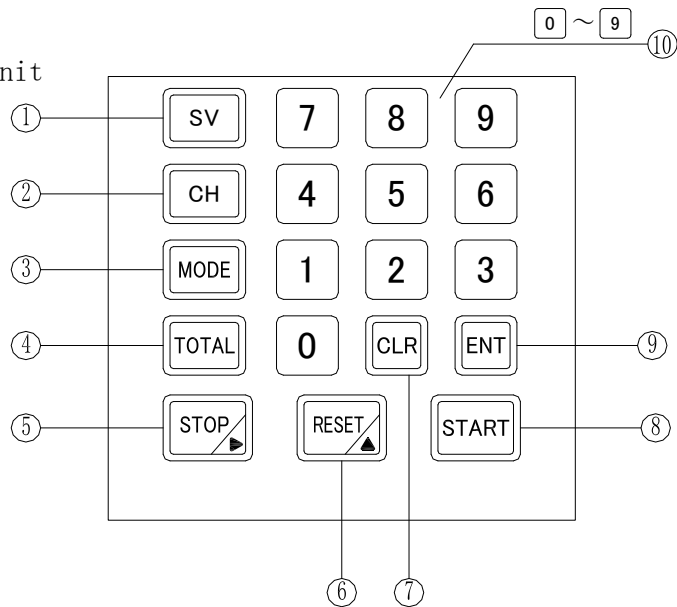 0 ～ 9
⑩
nit
① SV 7 8 9
② CH 4 5 6
③ MODE 1 2 3
④ TOTAL 0 CLR ENT ⑨
⑤ STOP RESET START ⑧
⑥ ⑦